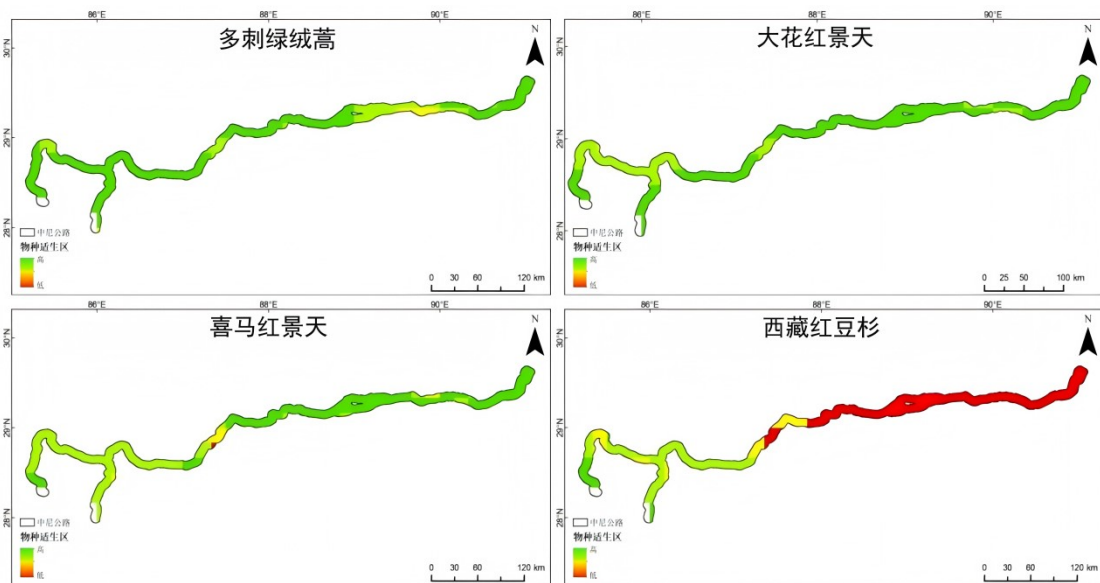 86°E 88°E 90°E
多刺绿绒蒿
N
30°N
29°N
28°N
中尼公路
物种适生区
高
低
0 30 60 120 km
86°E 88°E 90°E
大花红景天
N
30°N
29°N
28°N
中尼公路
物种适生区
高
低
0 25 50 100 km
86°E 88°E 90°E
喜马红景天
N
30°N
29°N
28°N
中尼公路
物种适生区
高
低
0 30 60 120 km
86°E 88°E 90°E
西藏红豆杉
N
30°N
29°N
28°N
中尼公路
物种适生区
高
低
0 30 60 120 km